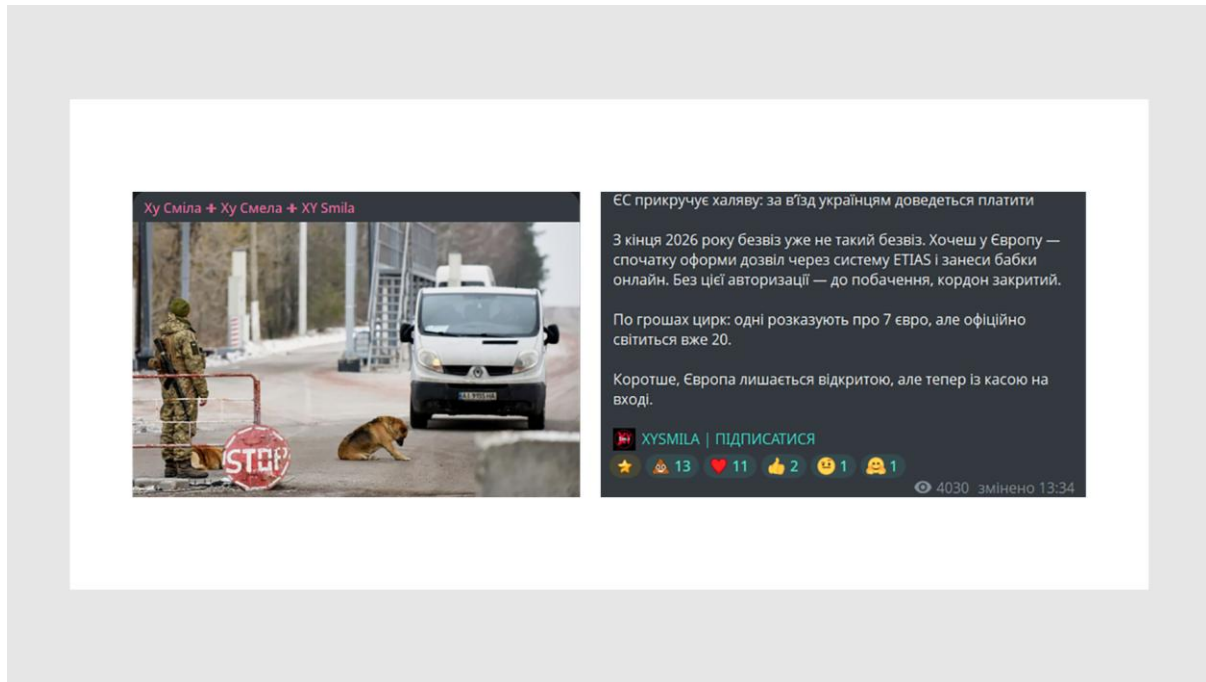 Ху Сміла ✢ Ху Смела ✢ XY Smila
STOP
ЄС прикручує халяву: за в'їзд українцям доведеться платити
З кінця 2026 року безвіз уже не такий безвіз. Хочеш у Європу —
спочатку оформи дозвіл через систему ETIAS і занеси бабки
онлайн. Без цієї авторизації — до побачення, кордон закритий.
По грошах цирк: одні розказують про 7 євро, але офіційно
світиться вже 20.
Коротше, Європа лишається відкритою, але тепер із касою на
вході.
XYSMILA | ПІДПИСАТИСЯ
13 11 2 1 1
4030 змінено 13:34